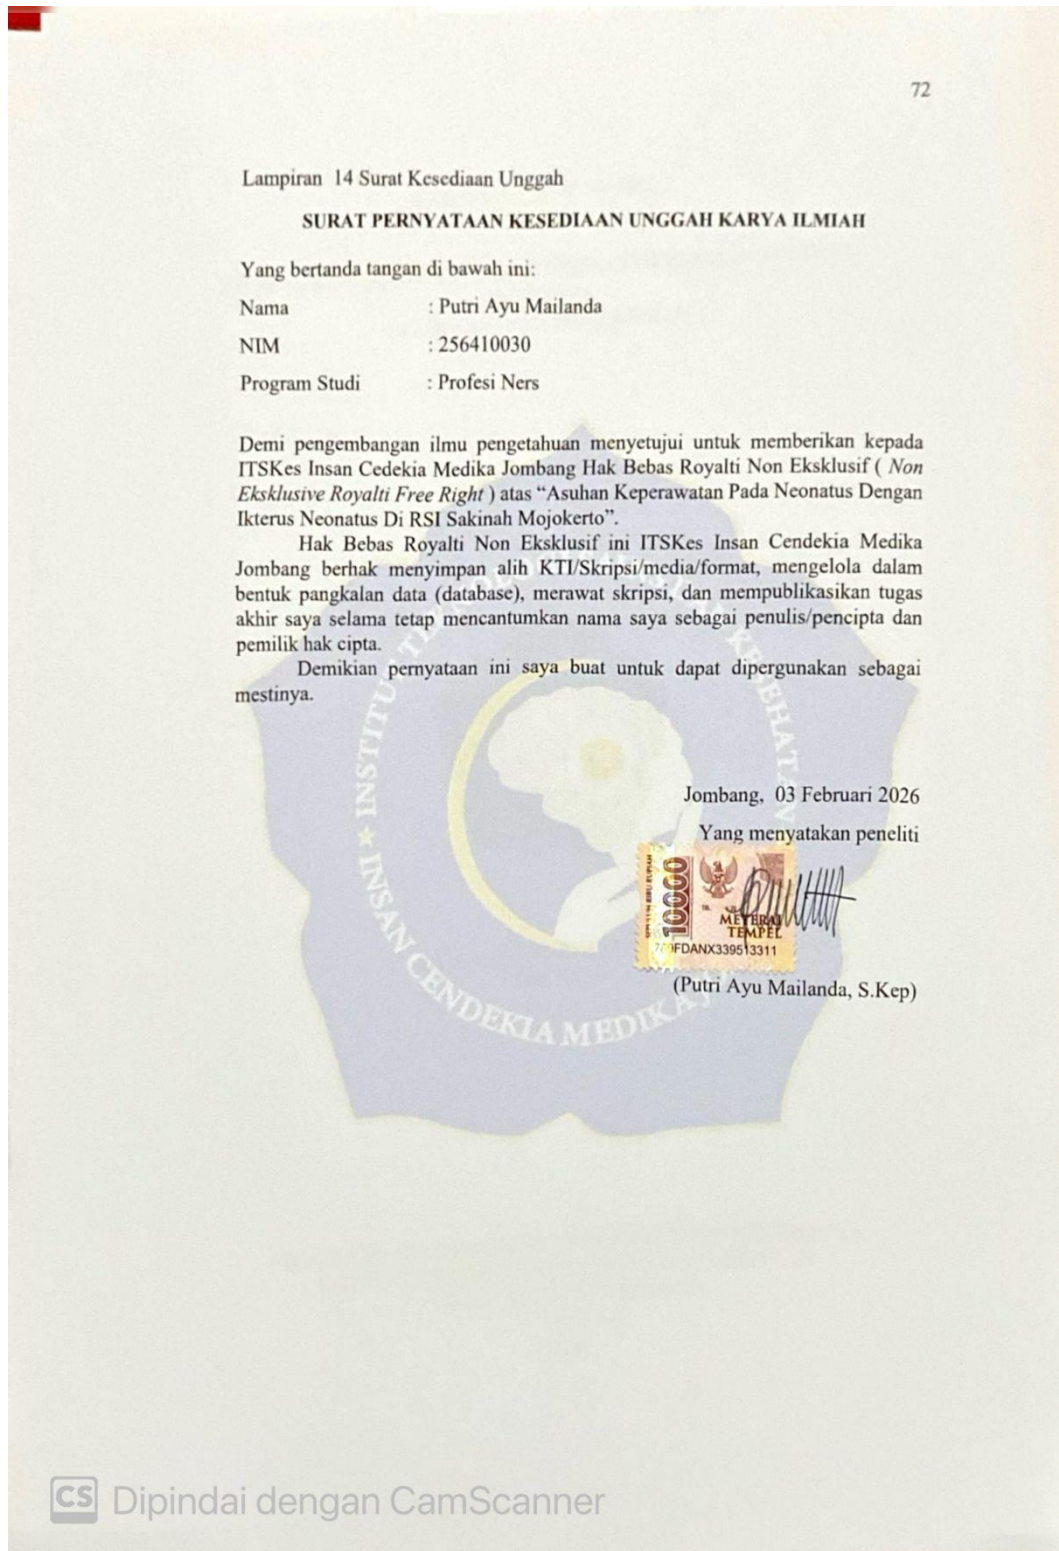 72
Lampiran 14 Surat Kesediaan Unggah
SURAT PERNYATAAN KESEDIAAN UNGGAH KARYA ILMIAH
Yang bertanda tangan di bawah ini:
Nama : Putri Ayu Mailanda
NIM : 256410030
Program Studi : Profesi Ners
Demi pengembangan ilmu pengetahuan menyetujui untuk memberikan kepada
ITSKes Insan Cedekia Medika Jombang Hak Bebas Royalti Non Eksklusif ( Non
Eksklusive Royalti Free Right ) atas “Asuhan Keperawatan Pada Neonatus Dengan
Ikterus Neonatus Di RSI Sakinah Mojokerto”.
Hak Bebas Royalti Non Eksklusif ini ITSKes Insan Cendekia Medika
Jombang berhak menyimpan alih KTI/Skripsi/media/format, mengelola dalam
bentuk pangkalan data (database), merawat skripsi, dan mempublikasikan tugas
akhir saya selama tetap mencantumkan nama saya sebagai penulis/pencipta dan
pemilik hak cipta.
Demikian pernyataan ini saya buat untuk dapat dipergunakan sebagai
mestinya.
INSTITUT TEKNOLOGI KESEHATAN
INSAN CENDEKIA MEDIKA
Jombang, 03 Februari 2026
Yang menyatakan peneliti
10000
METERAI
TEMPEL
FDANX339513311
(Putri Ayu Mailanda, S.Kep)
CS Dipindai dengan CamScanner